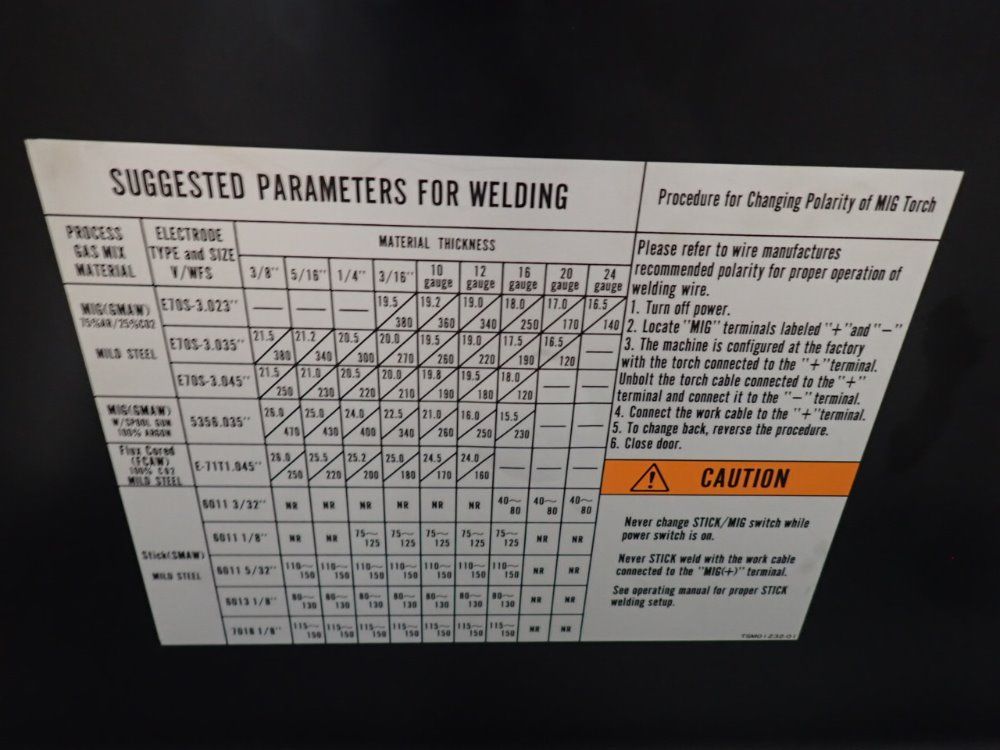 SUGGESTED PARAMETERS FOR WELDING
PROCESS GAS MIX MATERIAL ELECTRODE TYPE and SIZE V/WFS MATERIAL THICKNESS
3/8" 5/16" 1/4" 3/16" 10 gauge 12 gauge 16 gauge 20 gauge 24 gauge
MIG(GMAW) 75%AR/25%CO2 MILD STEEL
E70S-3.023" — — — 19.5/380 19.2/360 19.0/340 18.0/250 17.0/170 16.5/140
E70S-3.035" 21.5/380 21.2/340 20.5/300 20.0/270 19.5/260 19.0/220 17.5/190 16.5/120 —
E70S-3.045" 21.5/250 21.0/230 20.5/220 20.0/210 19.8/190 19.5/180 18.0/120 — —
MIG(GMAW) W/SPOOL GUN 100% ARGON
5356.035" 26.0/470 25.0/430 24.0/400 22.5/340 21.0/260 16.0/250 15.5/230 — —
Flux Cored (FCAW) 100% CO2 MILD STEEL
E-71T1.045" 26.0/250 25.5/220 25.2/200 25.0/180 24.5/170 24.0/160 — — —
Stick(SMAW) MILD STEEL
6011 3/32" NR NR NR NR NR NR 40~80 40~80 40~80
6011 1/8" NR NR 75~125 75~125 75~125 75~125 75~125 NR NR
6011 5/32" 110~150 110~150 110~150 110~150 110~150 110~150 110~150 NR NR
6013 1/8" 80~130 80~130 80~130 80~130 80~130 80~130 80~130 NR NR
7018 1/8" 115~150 115~150 115~150 115~150 115~150 115~150 115~150 NR NR
Procedure for Changing Polarity of MIG Torch
Please refer to wire manufactures
recommended polarity for proper operation of
welding wire.
1. Turn off power.
2. Locate "MIG" terminals labeled "+"and "—"
3. The machine is configured at the factory
with the torch connected to the "+"terminal.
Unbolt the torch cable connected to the "+"
terminal and connect it to the "—" terminal.
4. Connect the work cable to the "+"terminal.
5. To change back, reverse the procedure.
6. Close door.
CAUTION
Never change STICK/MIG switch while
power switch is on.
Never STICK weld with the work cable
connected to the "MIG(+)" terminal.
See operating manual for proper STICK
welding setup.
TSM01232-01